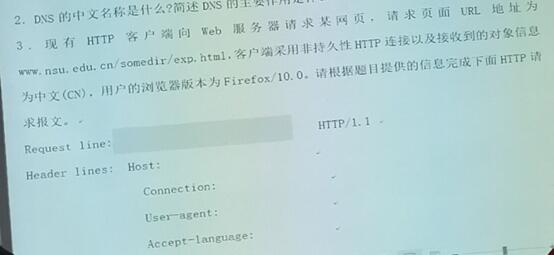 2. DNS 的中文名称是什么?简述 DNS 的主要作用是
3. 现有 HTTP 客户端向 Web 服务器请求某网页, 请求页面 URL 地址为
www.nsu.edu.cn/somedir/exp.html,客户端采用非持久性HTTP 连接以及接收到的对象信息
为中文(CN), 用户的浏览器版本为Firefox/10.0。请根据题目提供的信息完成下面HTTP 请
求报文。
Request line: HTTP/1.1
Header lines: Host:
Connection:
User-agent:
Accept-language: